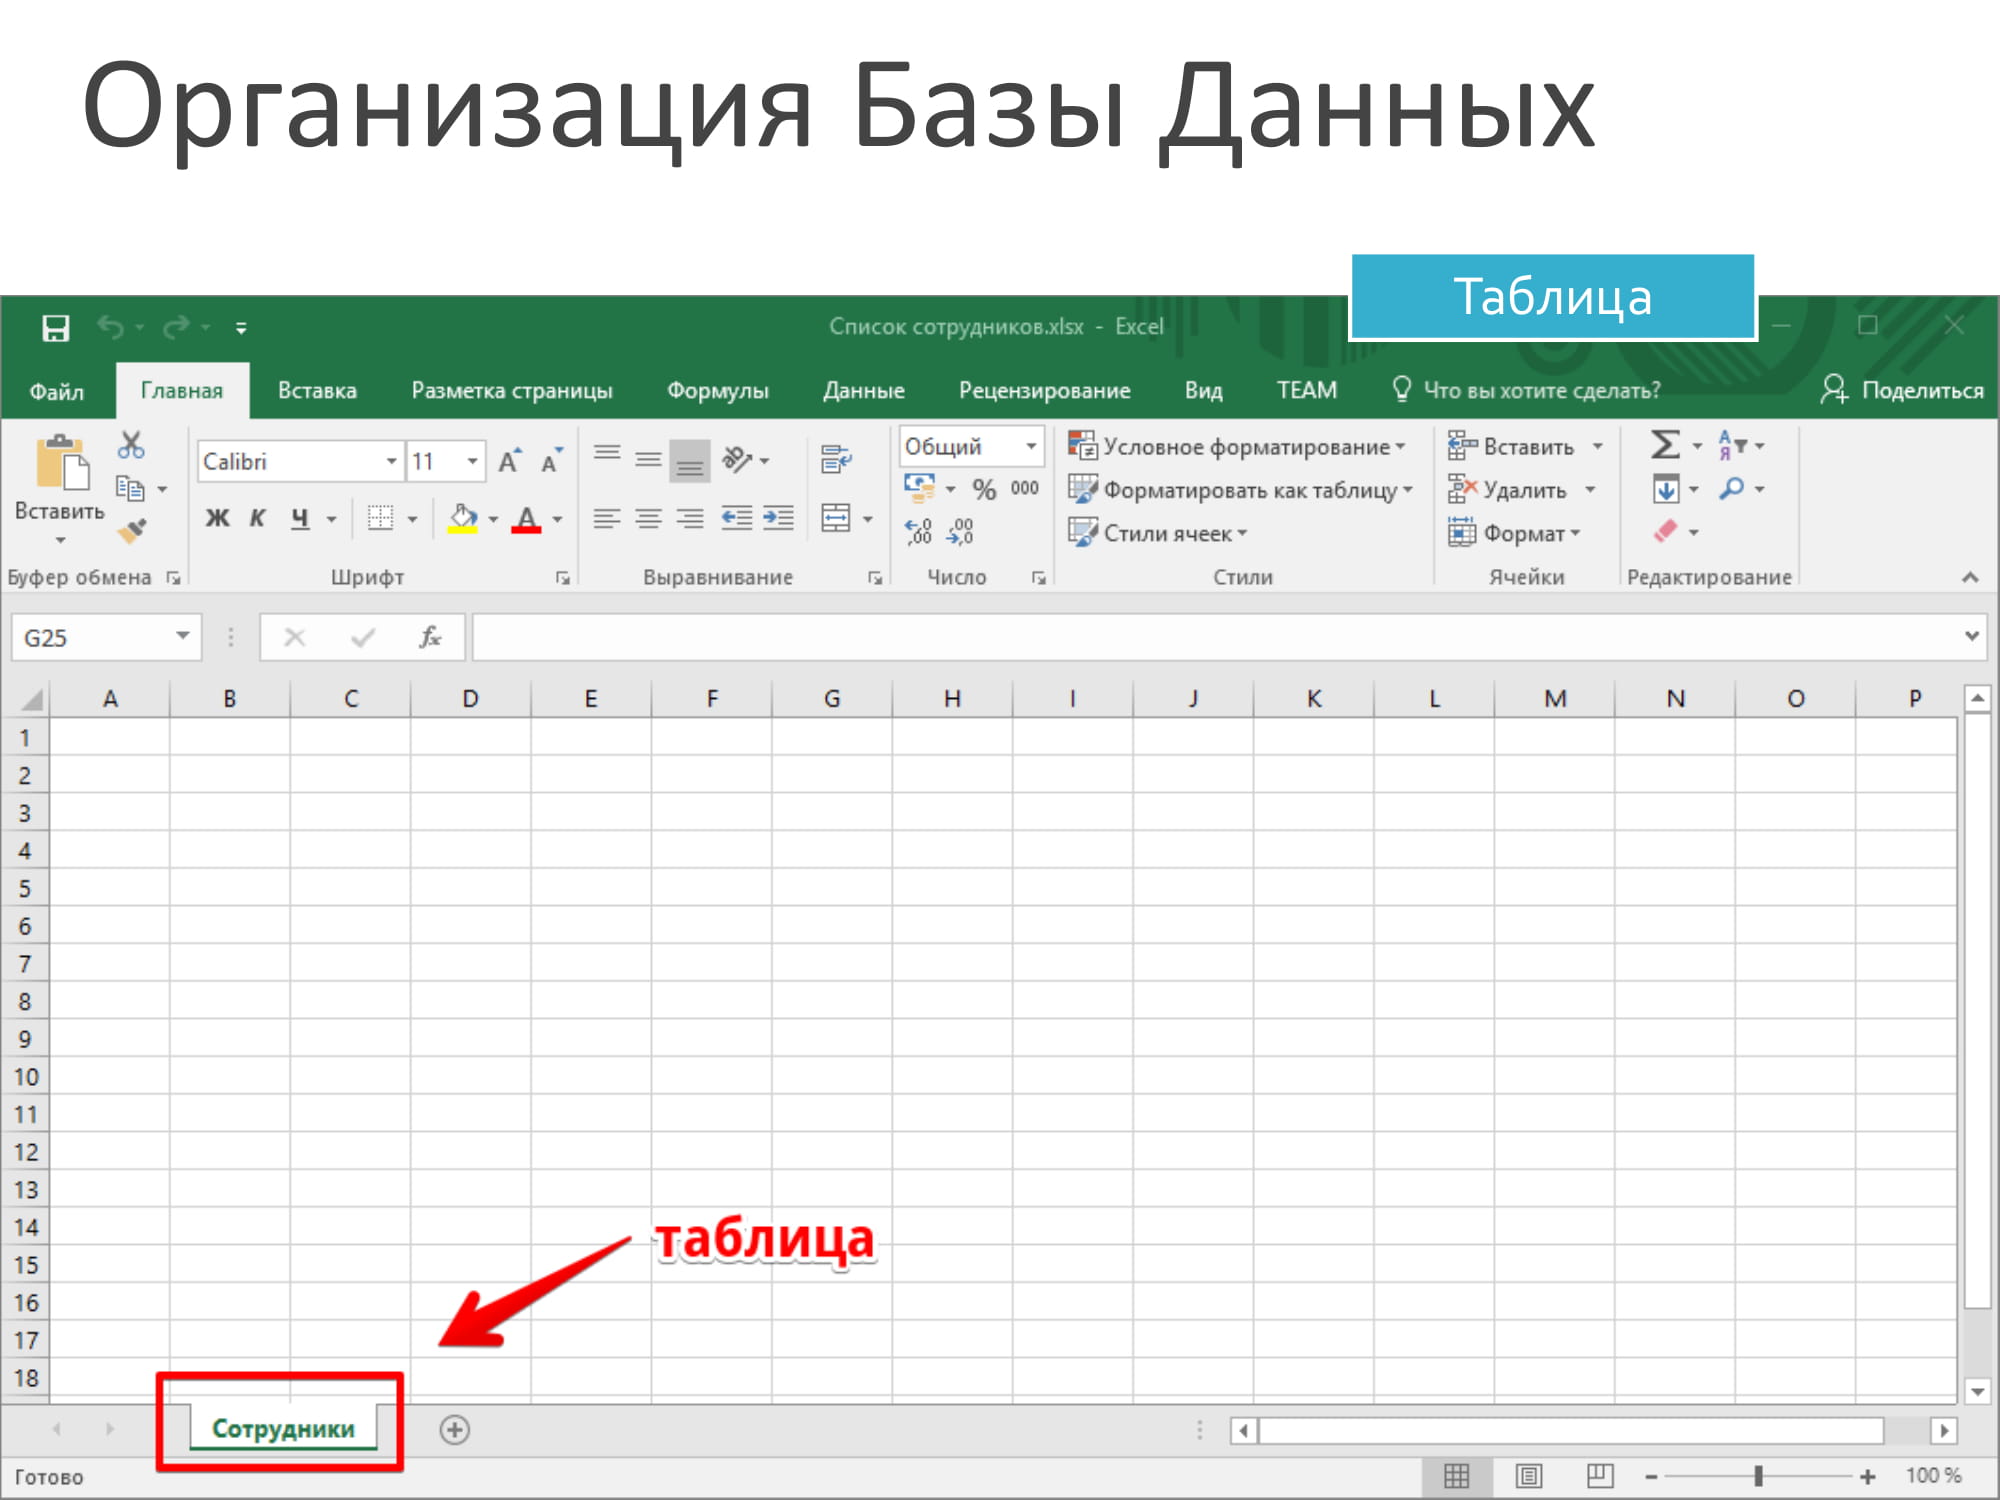 Организация Базы Данных
Таблица
Список сотрудников.xlsx - Excel
Файл Главная Вставка Разметка страницы Формулы Данные Рецензирование Вид TEAM Что вы хотите сделать? Поделиться
Calibri 11 Общий Условное форматирование Вставить
% 000 Форматировать как таблицу Удалить
Вставить Ж К Ч А Стили ячеек Формат
Буфер обмена Шрифт Выравнивание Число Стили Ячейки Редактирование
G25 fx
A B C D E F G H I J K L M N O P
1
2
3
4
5
6
7
8
9
10
11
12
13
14
таблица
15
16
17
18
Сотрудники
Готово 100 %